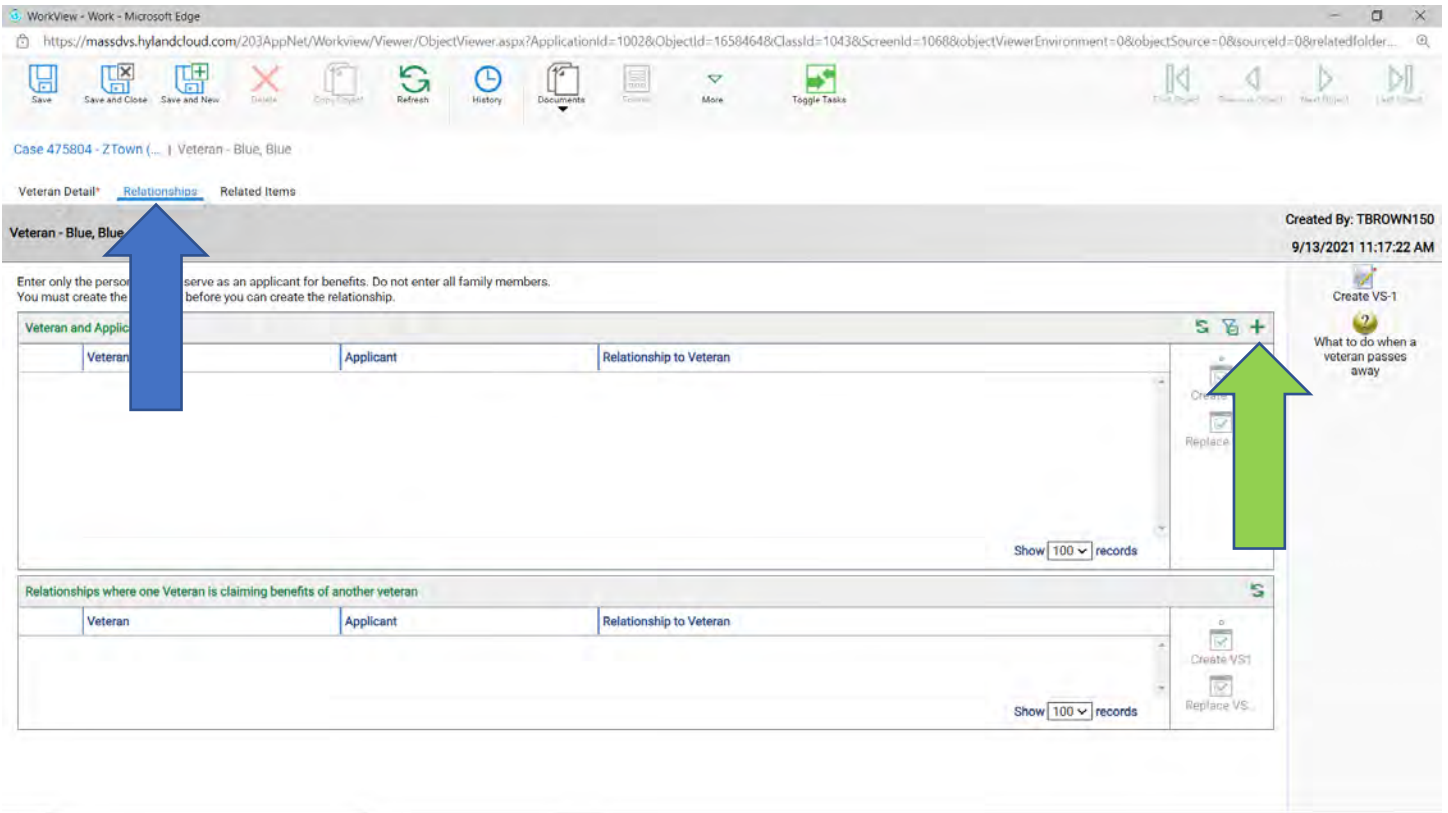 WorkView - Work - Microsoft Edge
https://massdvs.hylandcloud.com/203AppNet/Workview/Viewer/ObjectViewer.aspx?ApplicationId=1002&ObjectId=1658464&ClassId=1043&ScreenId=1068&objectViewerEnvironment=0&objectSource=0&sourceId=0&relatedfolder...
Save Save and Close Save and New Delete Copy Object Refresh History Documents More Toggle Tasks First Object Previous Object Next Object Last Object
Case 475804 - ZTown (... | Veteran - Blue, Blue
Veteran Detail* Relationships Related Items
Veteran - Blue, Blue
Created By: TBROWN150
9/13/2021 11:17:22 AM
Enter only the person serve as an applicant for benefits. Do not enter all family members.
You must create the before you can create the relationship.
Create VS-1
What to do when a
veteran passes
away
Veteran and Applic
Veteran Applicant Relationship to Veteran
Create
Replace
Show 100 records
Relationships where one Veteran is claiming benefits of another veteran
Veteran Applicant Relationship to Veteran
Create VS1
Replace VS...
Show 100 records